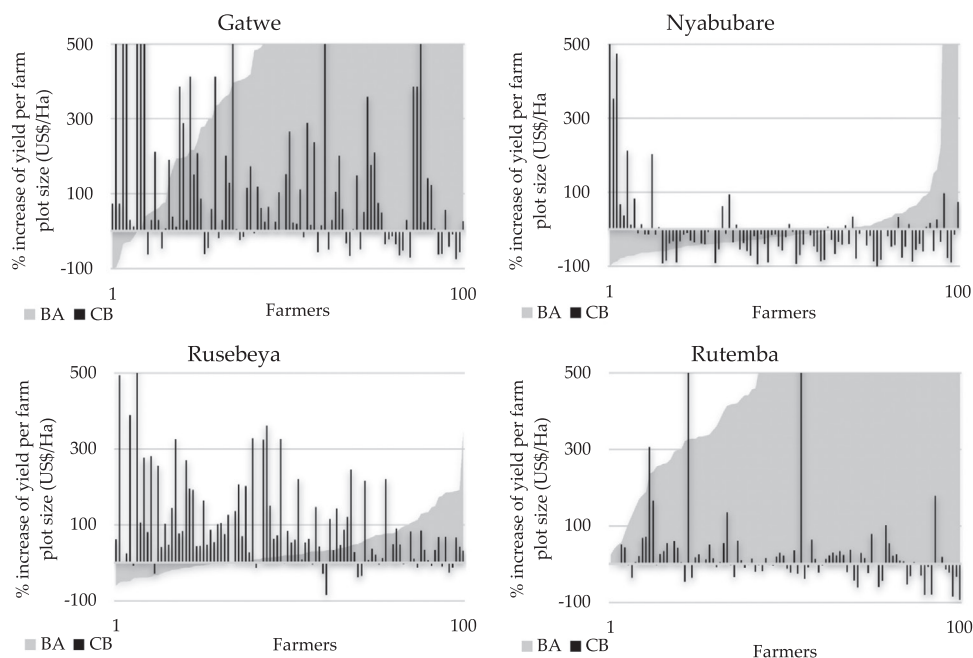 Gatwe
% increase of yield per farm
plot size (US$/Ha)
500
300
100
-100
1
100
Farmers
BA CB
Nyabubare
% increase of yield per farm
plot size (US$/Ha
500
300
100
-100
1
100
Farmers
BA CB
Rusebeya
% increase of yield per farm
plot size (US$/Ha)
500
300
100
-100
1
100
Farmers
BA CB
Rutemba
% increase of yield per farm
plot size (US$/Ha)
500
300
100
-100
1
100
Farmers
BA CB